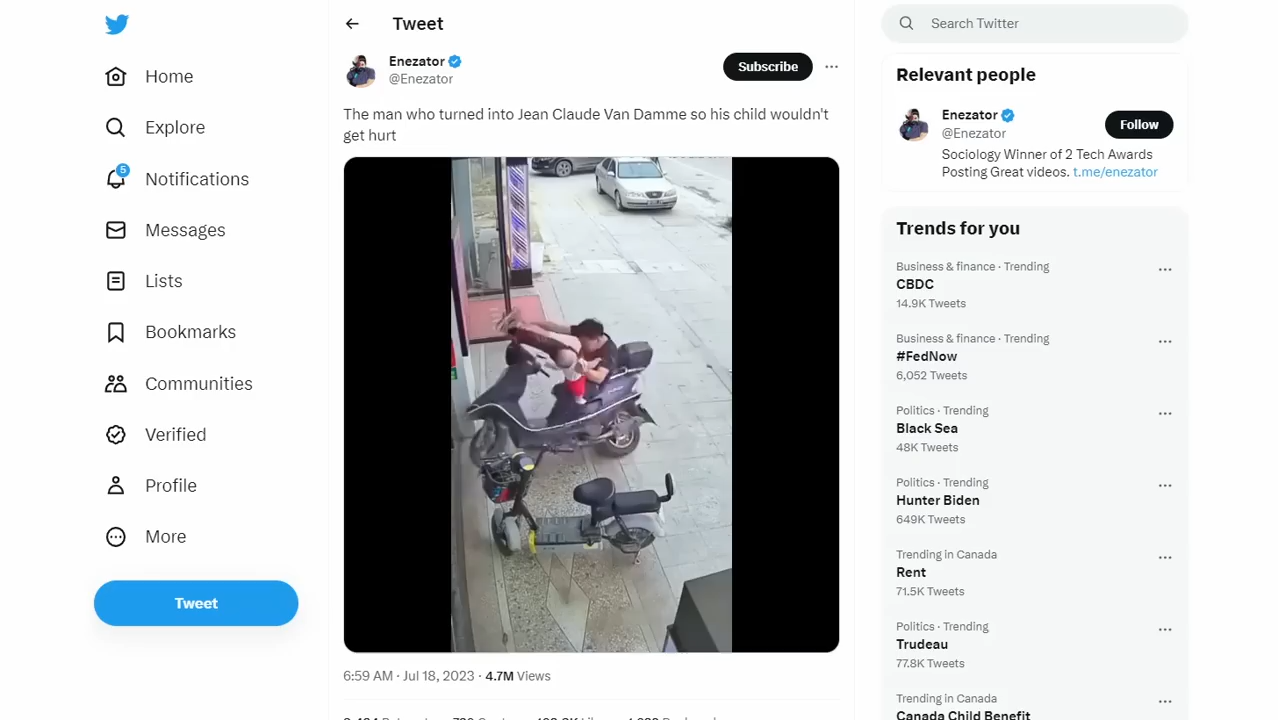 Home
Explore
5
Notifications
Messages
Lists
Bookmarks
Communities
Verified
Profile
More
Tweet
Tweet
Enezator
@Enezator
Subscribe
The man who turned into Jean Claude Van Damme so his child wouldn't
get hurt
6:59 AM · Jul 18, 2023 · 4.7M Views
Search Twitter
Relevant people
Enezator
@Enezator
Follow
Sociology Winner of 2 Tech Awards
Posting Great videos. t.me/enezator
Trends for you
Business & finance · Trending
CBDC
14.9K Tweets
Business & finance · Trending
#FedNow
6,052 Tweets
Politics · Trending
Black Sea
48K Tweets
Politics · Trending
Hunter Biden
649K Tweets
Trending in Canada
Rent
71.5K Tweets
Politics · Trending
Trudeau
77.8K Tweets
Trending in Canada
Canada Child Benefit